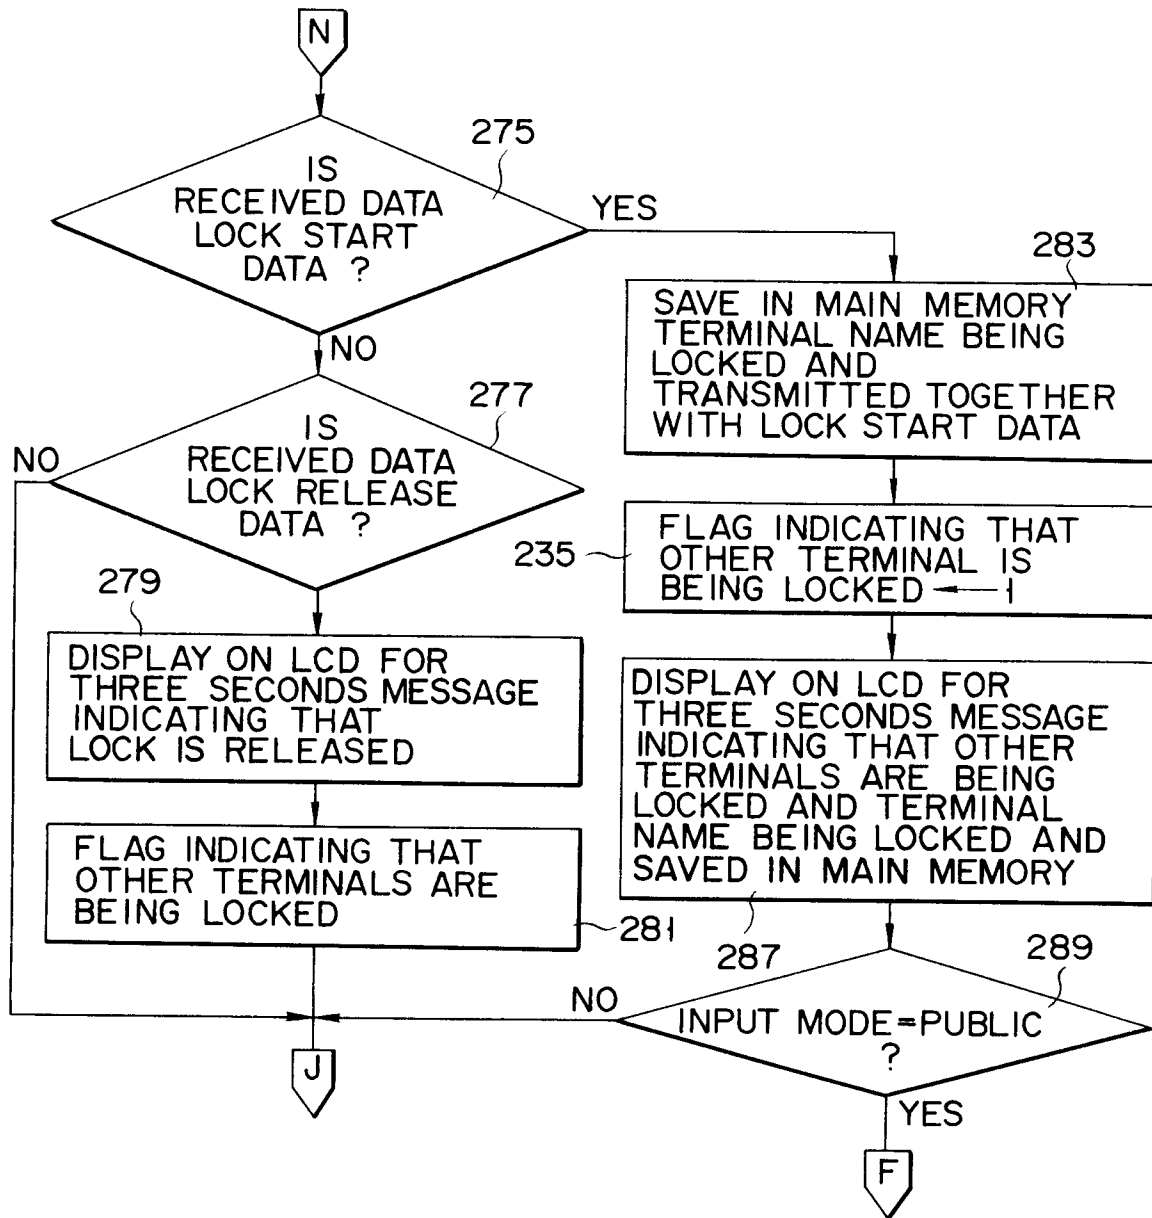 N
275
IS
RECEIVED DATA
LOCK START
DATA ?
YES
NO
283
SAVE IN MAIN MEMORY
TERMINAL NAME BEING
LOCKED AND
TRANSMITTED TOGETHER
WITH LOCK START DATA
277
IS
RECEIVED DATA
LOCK RELEASE
DATA ?
NO
235
FLAG INDICATING THAT
OTHER TERMINAL IS
BEING LOCKED ← 1
279
DISPLAY ON LCD FOR
THREE SECONDS MESSAGE
INDICATING THAT
LOCK IS RELEASED
DISPLAY ON LCD FOR
THREE SECONDS MESSAGE
INDICATING THAT OTHER
TERMINALS ARE BEING
LOCKED AND TERMINAL
NAME BEING LOCKED AND
SAVED IN MAIN MEMORY
287
FLAG INDICATING THAT
OTHER TERMINALS ARE
BEING LOCKED
281
289
INPUT MODE=PUBLIC
?
NO
YES
J
F